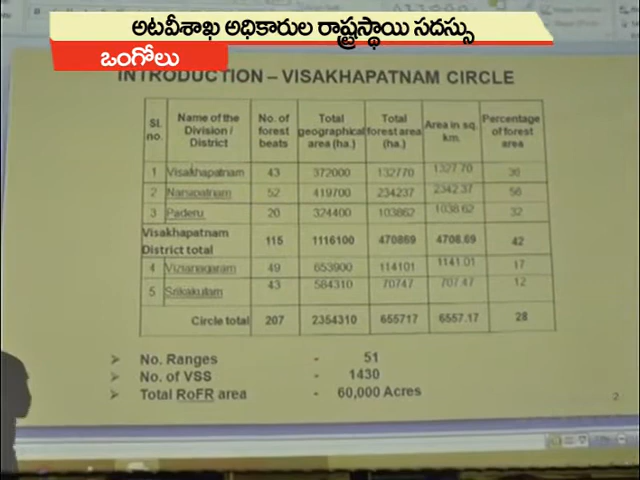 అటవీశాఖ అధికారుల రాష్ట్రస్థాయి సదస్సు
ఒంగోలు
INTRODUCTION – VISAKHAPATNAM CIRCLE
Sl. no. Name of the Division / District No. of forest beats Total geographical area (ha.) Total forest area (ha.) Area in sq. km. Percentage of forest area
1 Visakhapatnam 43 372000 132770 1327.70
2 Narsipatnam 52 419700 234237 2342.37 56
3 Paderu 20 324400 103862 1038.62 32
Visakhapatnam District total 115 1116100 470869 4708.69 42
4 Vizianagaram 49 653900 114101 1141.01 17
5 Srikakulam 43 584310 70747 707.47 12
Circle total 207 2354310 655717 6557.17 28
➤ No. Ranges - 51
➤ No. of VSS - 1430
➤ Total RoFR area - 60,000 Acres
2